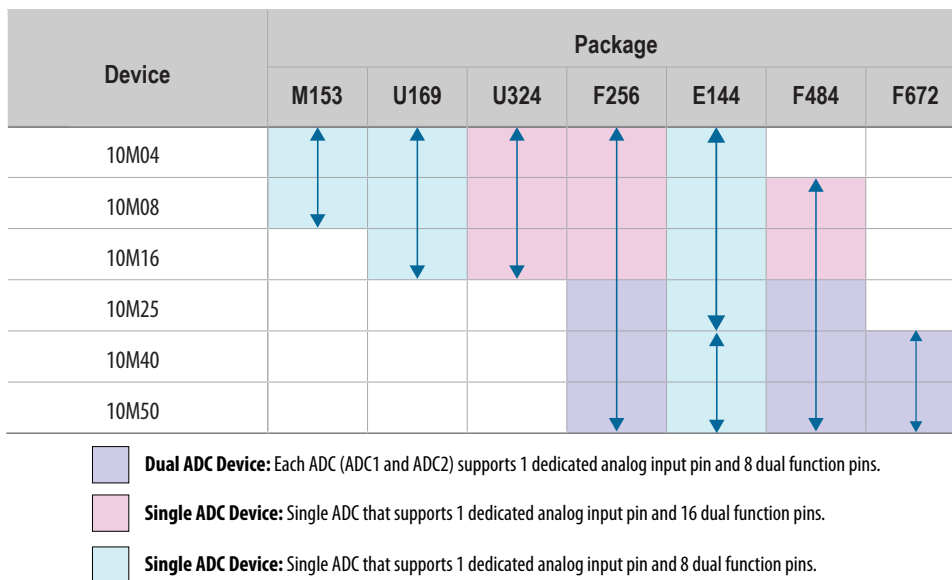 Device
Package
M153 U169 U324 F256 E144 F484 F672
10M04
10M08
10M16
10M25
10M40
10M50
Dual ADC Device: Each ADC (ADC1 and ADC2) supports 1 dedicated analog input pin and 8 dual function pins.
Single ADC Device: Single ADC that supports 1 dedicated analog input pin and 16 dual function pins.
Single ADC Device: Single ADC that supports 1 dedicated analog input pin and 8 dual function pins.